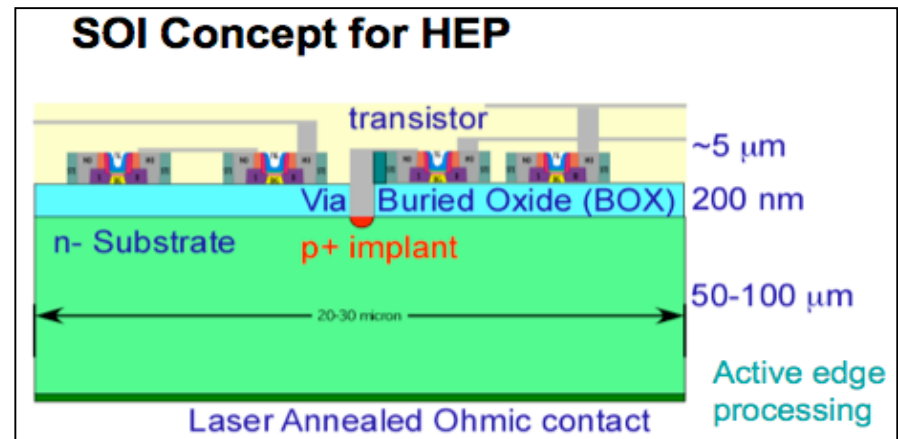 SOI Concept for HEP
transistor
~5 μm
Via Buried Oxide (BOX) 200 nm
n- Substrate
p+ implant
50-100 μm
20-30 micron
Active edge
processing
Laser Annealed Ohmic contact